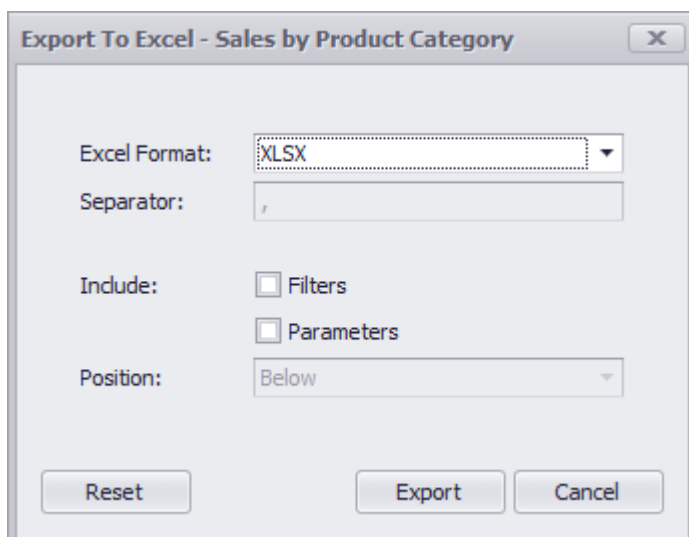 Export To Excel - Sales by Product Category
Excel Format: XLSX
Separator: ,
Include: Filters
Parameters
Position: Below
Reset Export Cancel